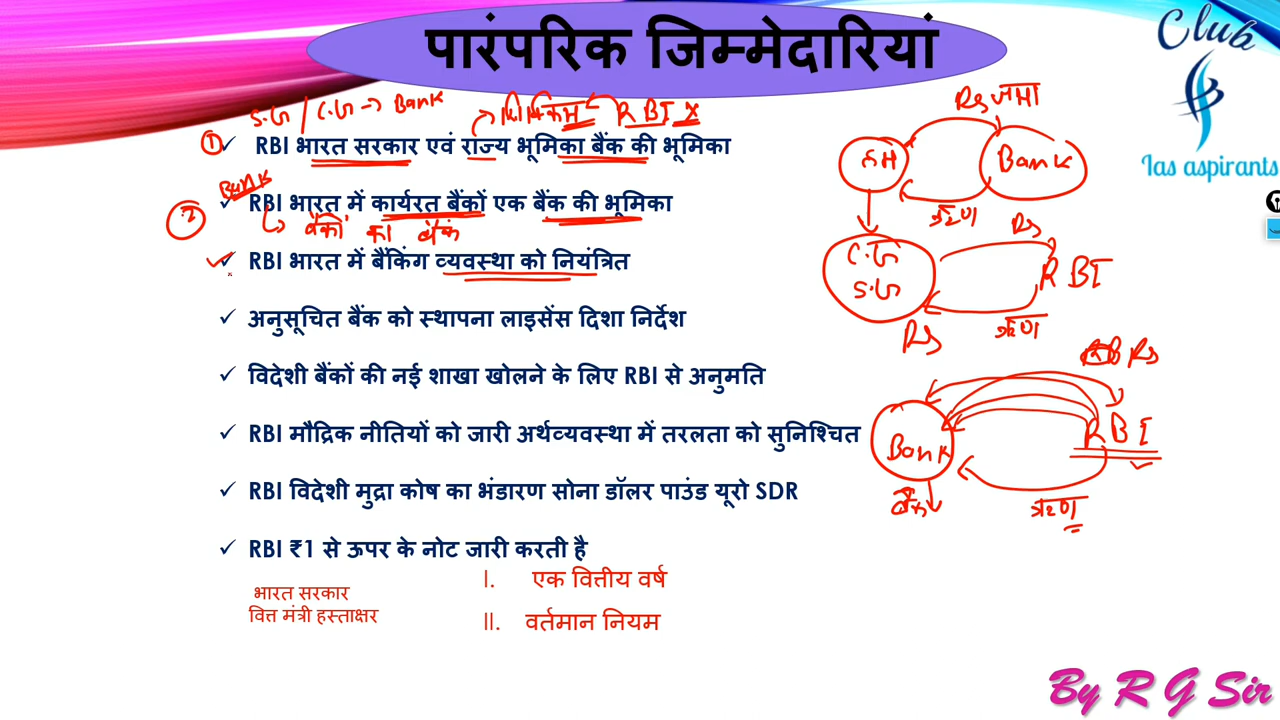 पारंपरिक जिम्मेदारियां
Club
Ias aspirants
S.G / C.G → Bank
RBI X
① ✓ RBI भारत सरकार एवं राज्य भूमिका बैंक की भूमिका
Bank
② ✓ RBI भारत में कार्यरत बैंकों एक बैंक की भूमिका
बैंकों का बैंक
✓ RBI भारत में बैंकिंग व्यवस्था को नियंत्रित
✓ अनुसूचित बैंक को स्थापना लाइसेंस दिशा निर्देश
✓ विदेशी बैंकों की नई शाखा खोलने के लिए RBI से अनुमति
✓ RBI मौद्रिक नीतियों को जारी अर्थव्यवस्था में तरलता को सुनिश्चित
✓ RBI विदेशी मुद्रा कोष का भंडारण सोना डॉलर पाउंड यूरो SDR
✓ RBI ₹1 से ऊपर के नोट जारी करती है
भारत सरकार
वित्त मंत्री हस्ताक्षर
I. एक वित्तीय वर्ष
II. वर्तमान नियम
Rs जमा
हम
Bank
ऋण
Rs
C.G
S.G
RBI
ऋण
Rs
Rs
Bank
RBI
ऋण
By R G Sir